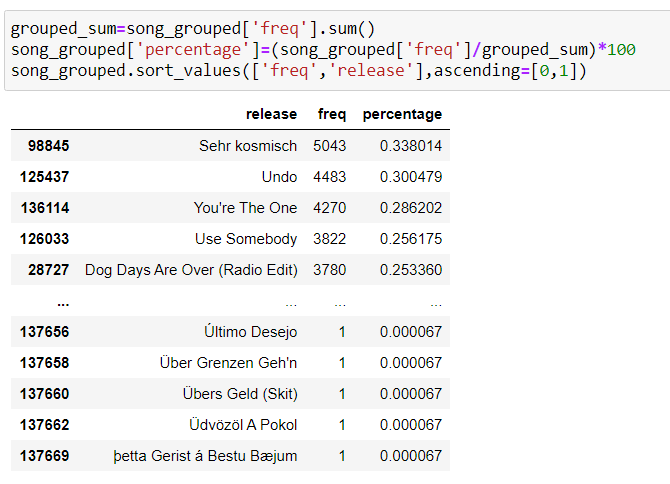 grouped_sum=song_grouped['freq'].sum()
song_grouped['percentage']=(song_grouped['freq']/grouped_sum)*100
song_grouped.sort_values(['freq','release'],ascending=[0,1])
release freq percentage
98845 Sehr kosmisch 5043 0.338014
125437 Undo 4483 0.300479
136114 You're The One 4270 0.286202
126033 Use Somebody 3822 0.256175
28727 Dog Days Are Over (Radio Edit) 3780 0.253360
... ... ... ...
137656 Último Desejo 1 0.000067
137658 Über Grenzen Geh'n 1 0.000067
137660 Übers Geld (Skit) 1 0.000067
137662 Üdvözöl A Pokol 1 0.000067
137669 þetta Gerist á Bestu Bæjum 1 0.000067